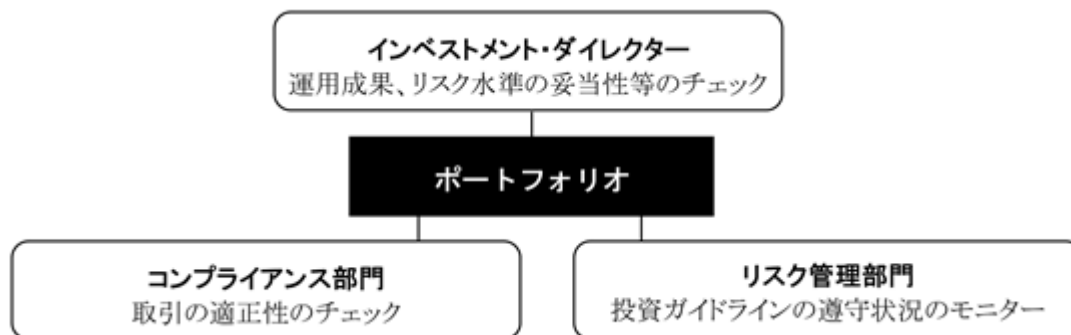 インベストメント・ダイレクター
運用成果、リスク水準の妥当性等のチェック
ポートフォリオ
コンプライアンス部門
取引の適正性のチェック
リスク管理部門
投資ガイドラインの遵守状況のモニター